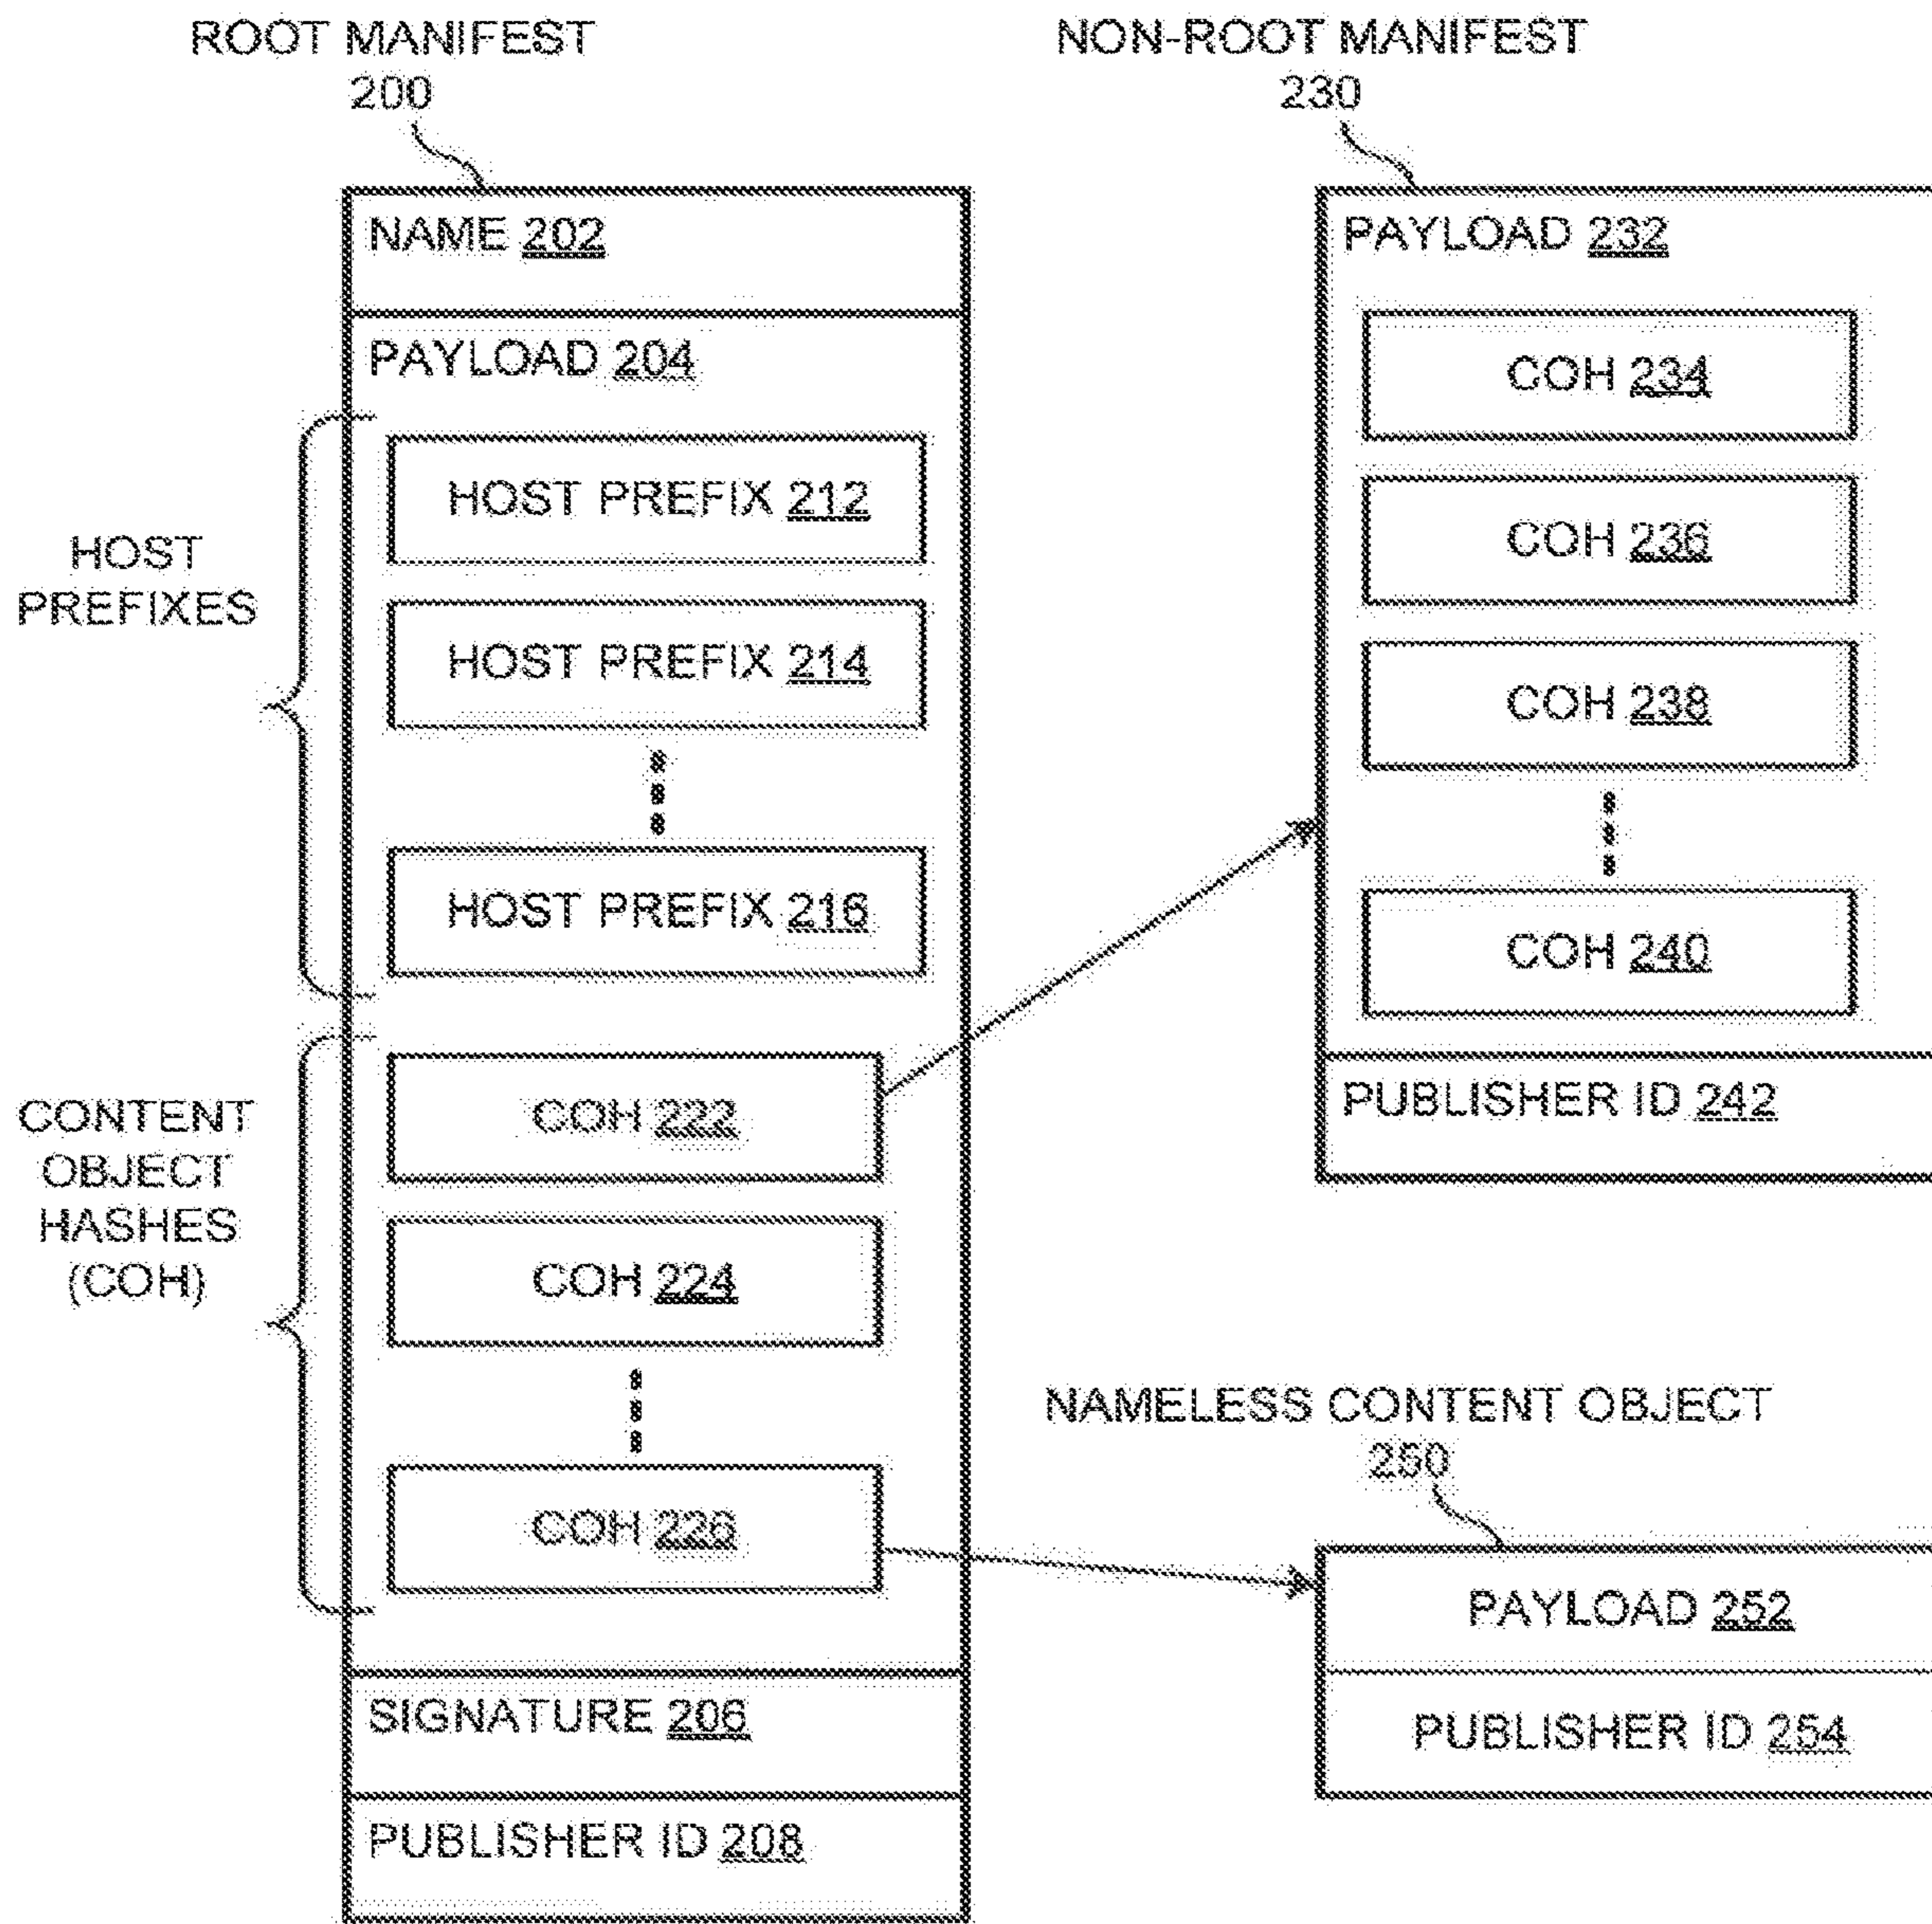 ROOT MANIFEST
200
NAME 202
PAYLOAD 204
HOST PREFIXES
HOST PREFIX 212
HOST PREFIX 214
HOST PREFIX 216
CONTENT
OBJECT
HASHES
(COH)
COH 222
COH 224
COH 226
SIGNATURE 206
PUBLISHER ID 208
NON-ROOT MANIFEST
230
PAYLOAD 232
COH 234
COH 236
COH 238
COH 240
PUBLISHER ID 242
NAMELESS CONTENT OBJECT
250
PAYLOAD 252
PUBLISHER ID 254